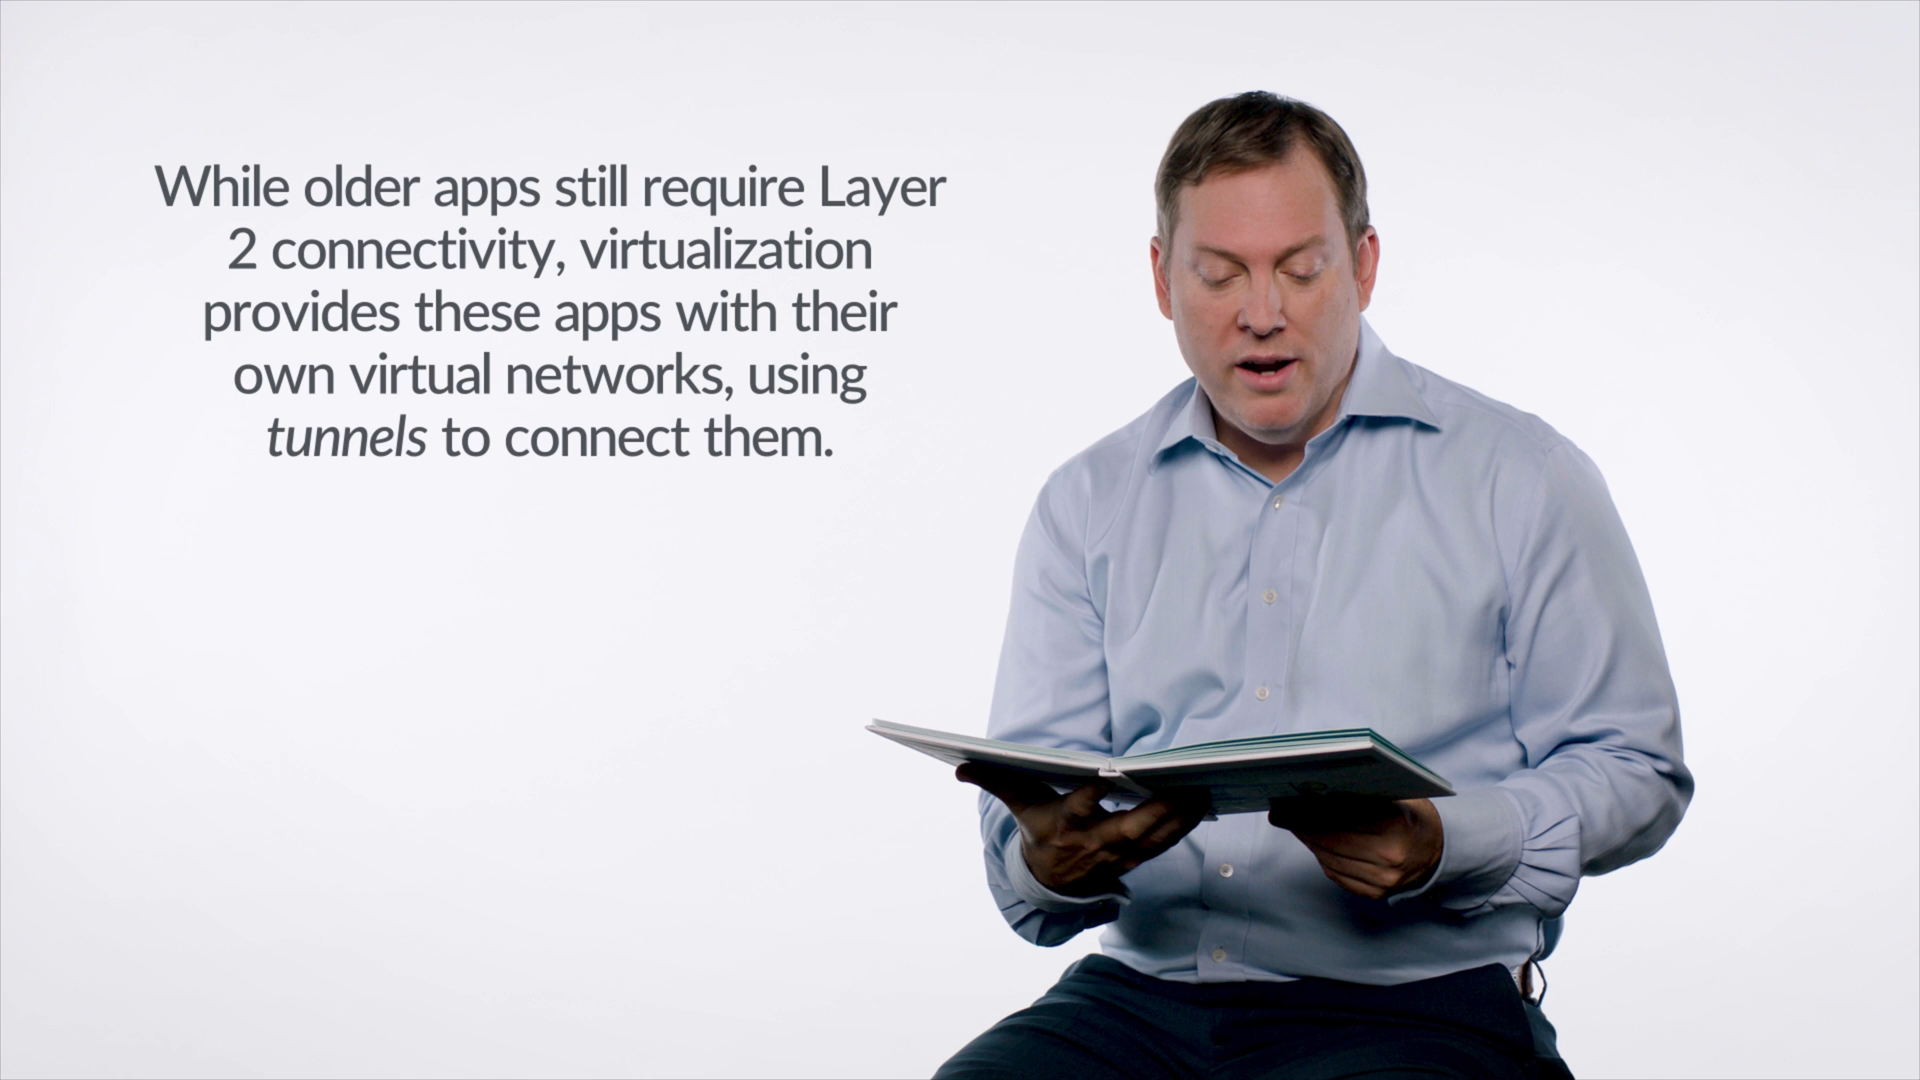 While older apps still require Layer
2 connectivity, virtualization
provides these apps with their
own virtual networks, using
tunnels to connect them.